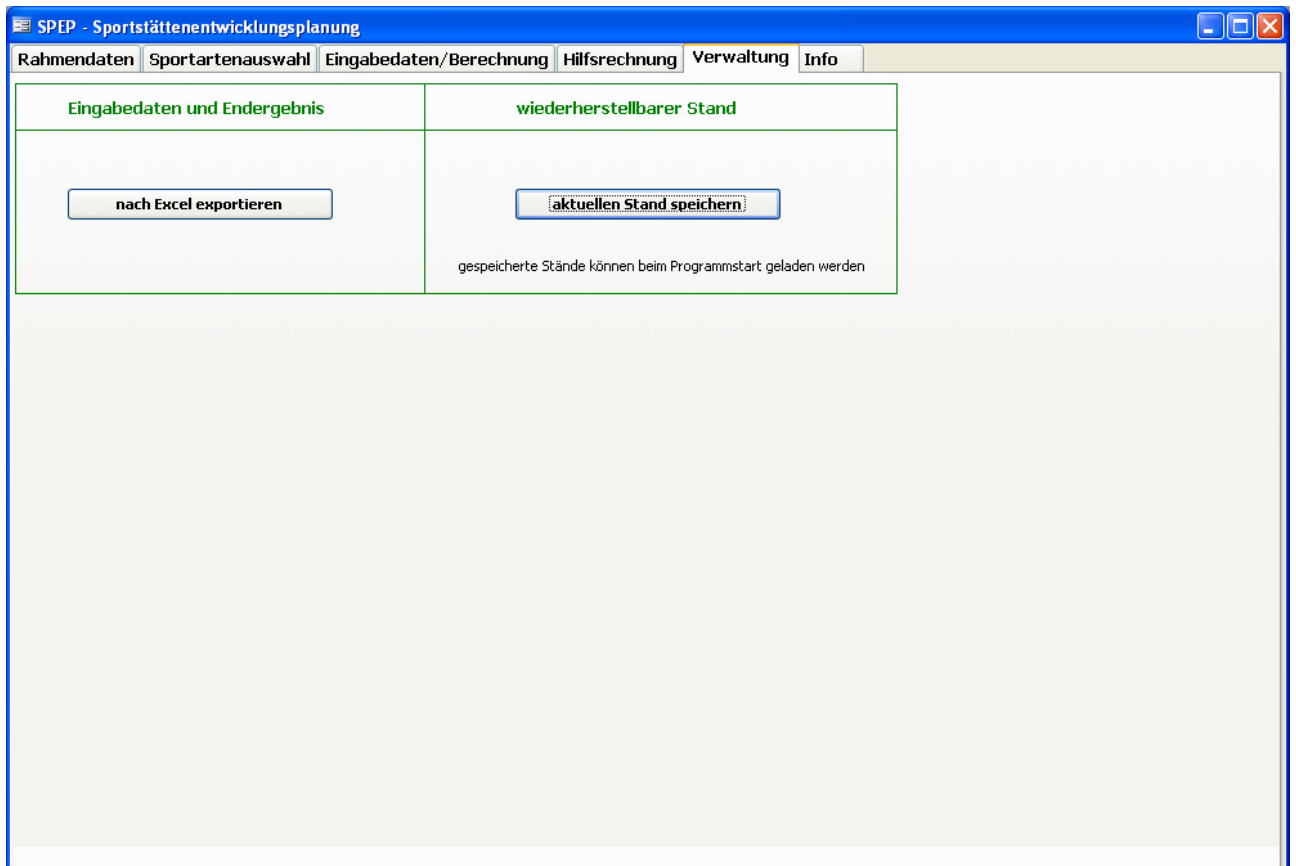 SPEP - Sportstättenentwicklungsplanung
Rahmendaten Sportartenauswahl Eingabedaten/Berechnung Hilfsrechnung Verwaltung Info
Eingabedaten und Endergebnis wiederherstellbarer Stand
nach Excel exportieren aktuellen Stand speichern
gespeicherte Stände können beim Programmstart geladen werden